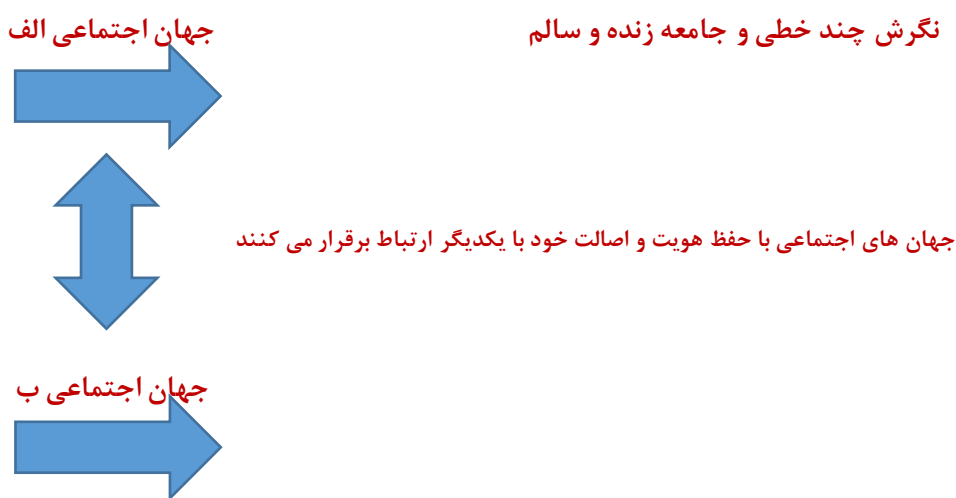 نگرش چند خطی و جامعه زنده و سالم
جهان اجتماعی الف
جهان های اجتماعی با حفظ هویت و اصالت خود با یکدیگر ارتباط برقرار می کنند
جهان اجتماعی ب